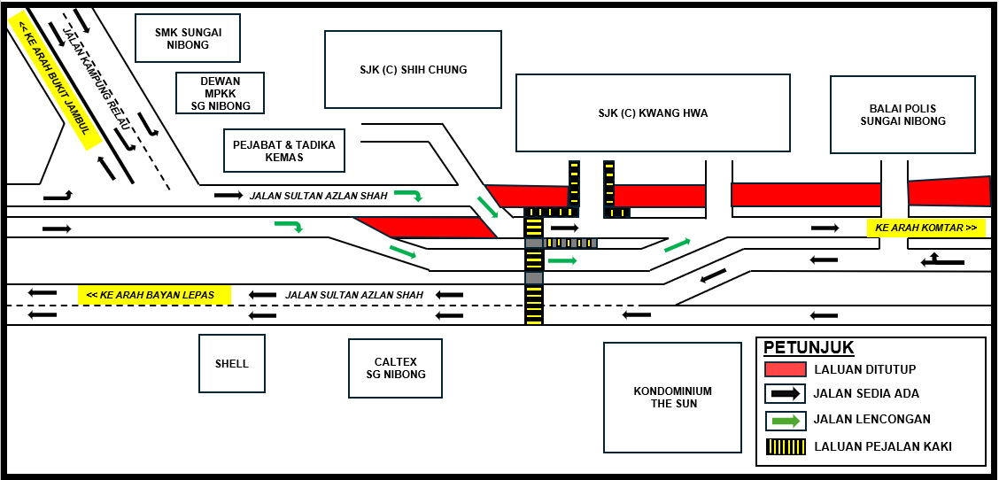 << KE ARAH BUKIT JAMBUL
JALAN KAMPUNG RELAU
SMK SUNGAI
NIBONG
DEWAN
MPKK
SG NIBONG
PEJABAT & TADIKA
KEMAS
SJK (C) SHIH CHUNG
SJK (C) KWANG HWA
BALAI POLIS
SUNGAI NIBONG
JALAN SULTAN AZLAN SHAH
KE ARAH KOMTAR >>
<< KE ARAH BAYAN LEPAS
JALAN SULTAN AZLAN SHAH
SHELL
CALTEX
SG NIBONG
KONDOMINIUM
THE SUN
PETUNJUK
LALUAN DITUTUP
JALAN SEDIA ADA
JALAN LENCONGAN
LALUAN PEJALAN KAKI